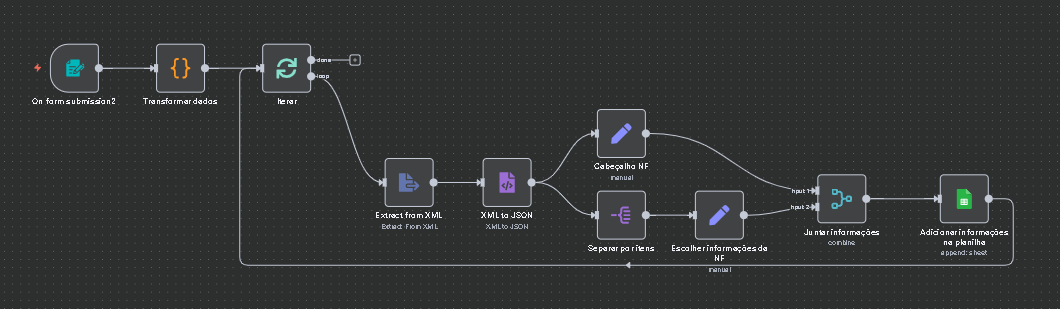 On form submission2
Transformar dados
Iterar
done
loop
Extract from XML
Extract From XML
XML to JSON
XML to JSON
Cabeçalho NF
manual
Separar por itens
Escolher informações da
NF
manual
Input 1
Input 2
Juntar informações
combine
Adicionar informações
na planilha
append: sheet